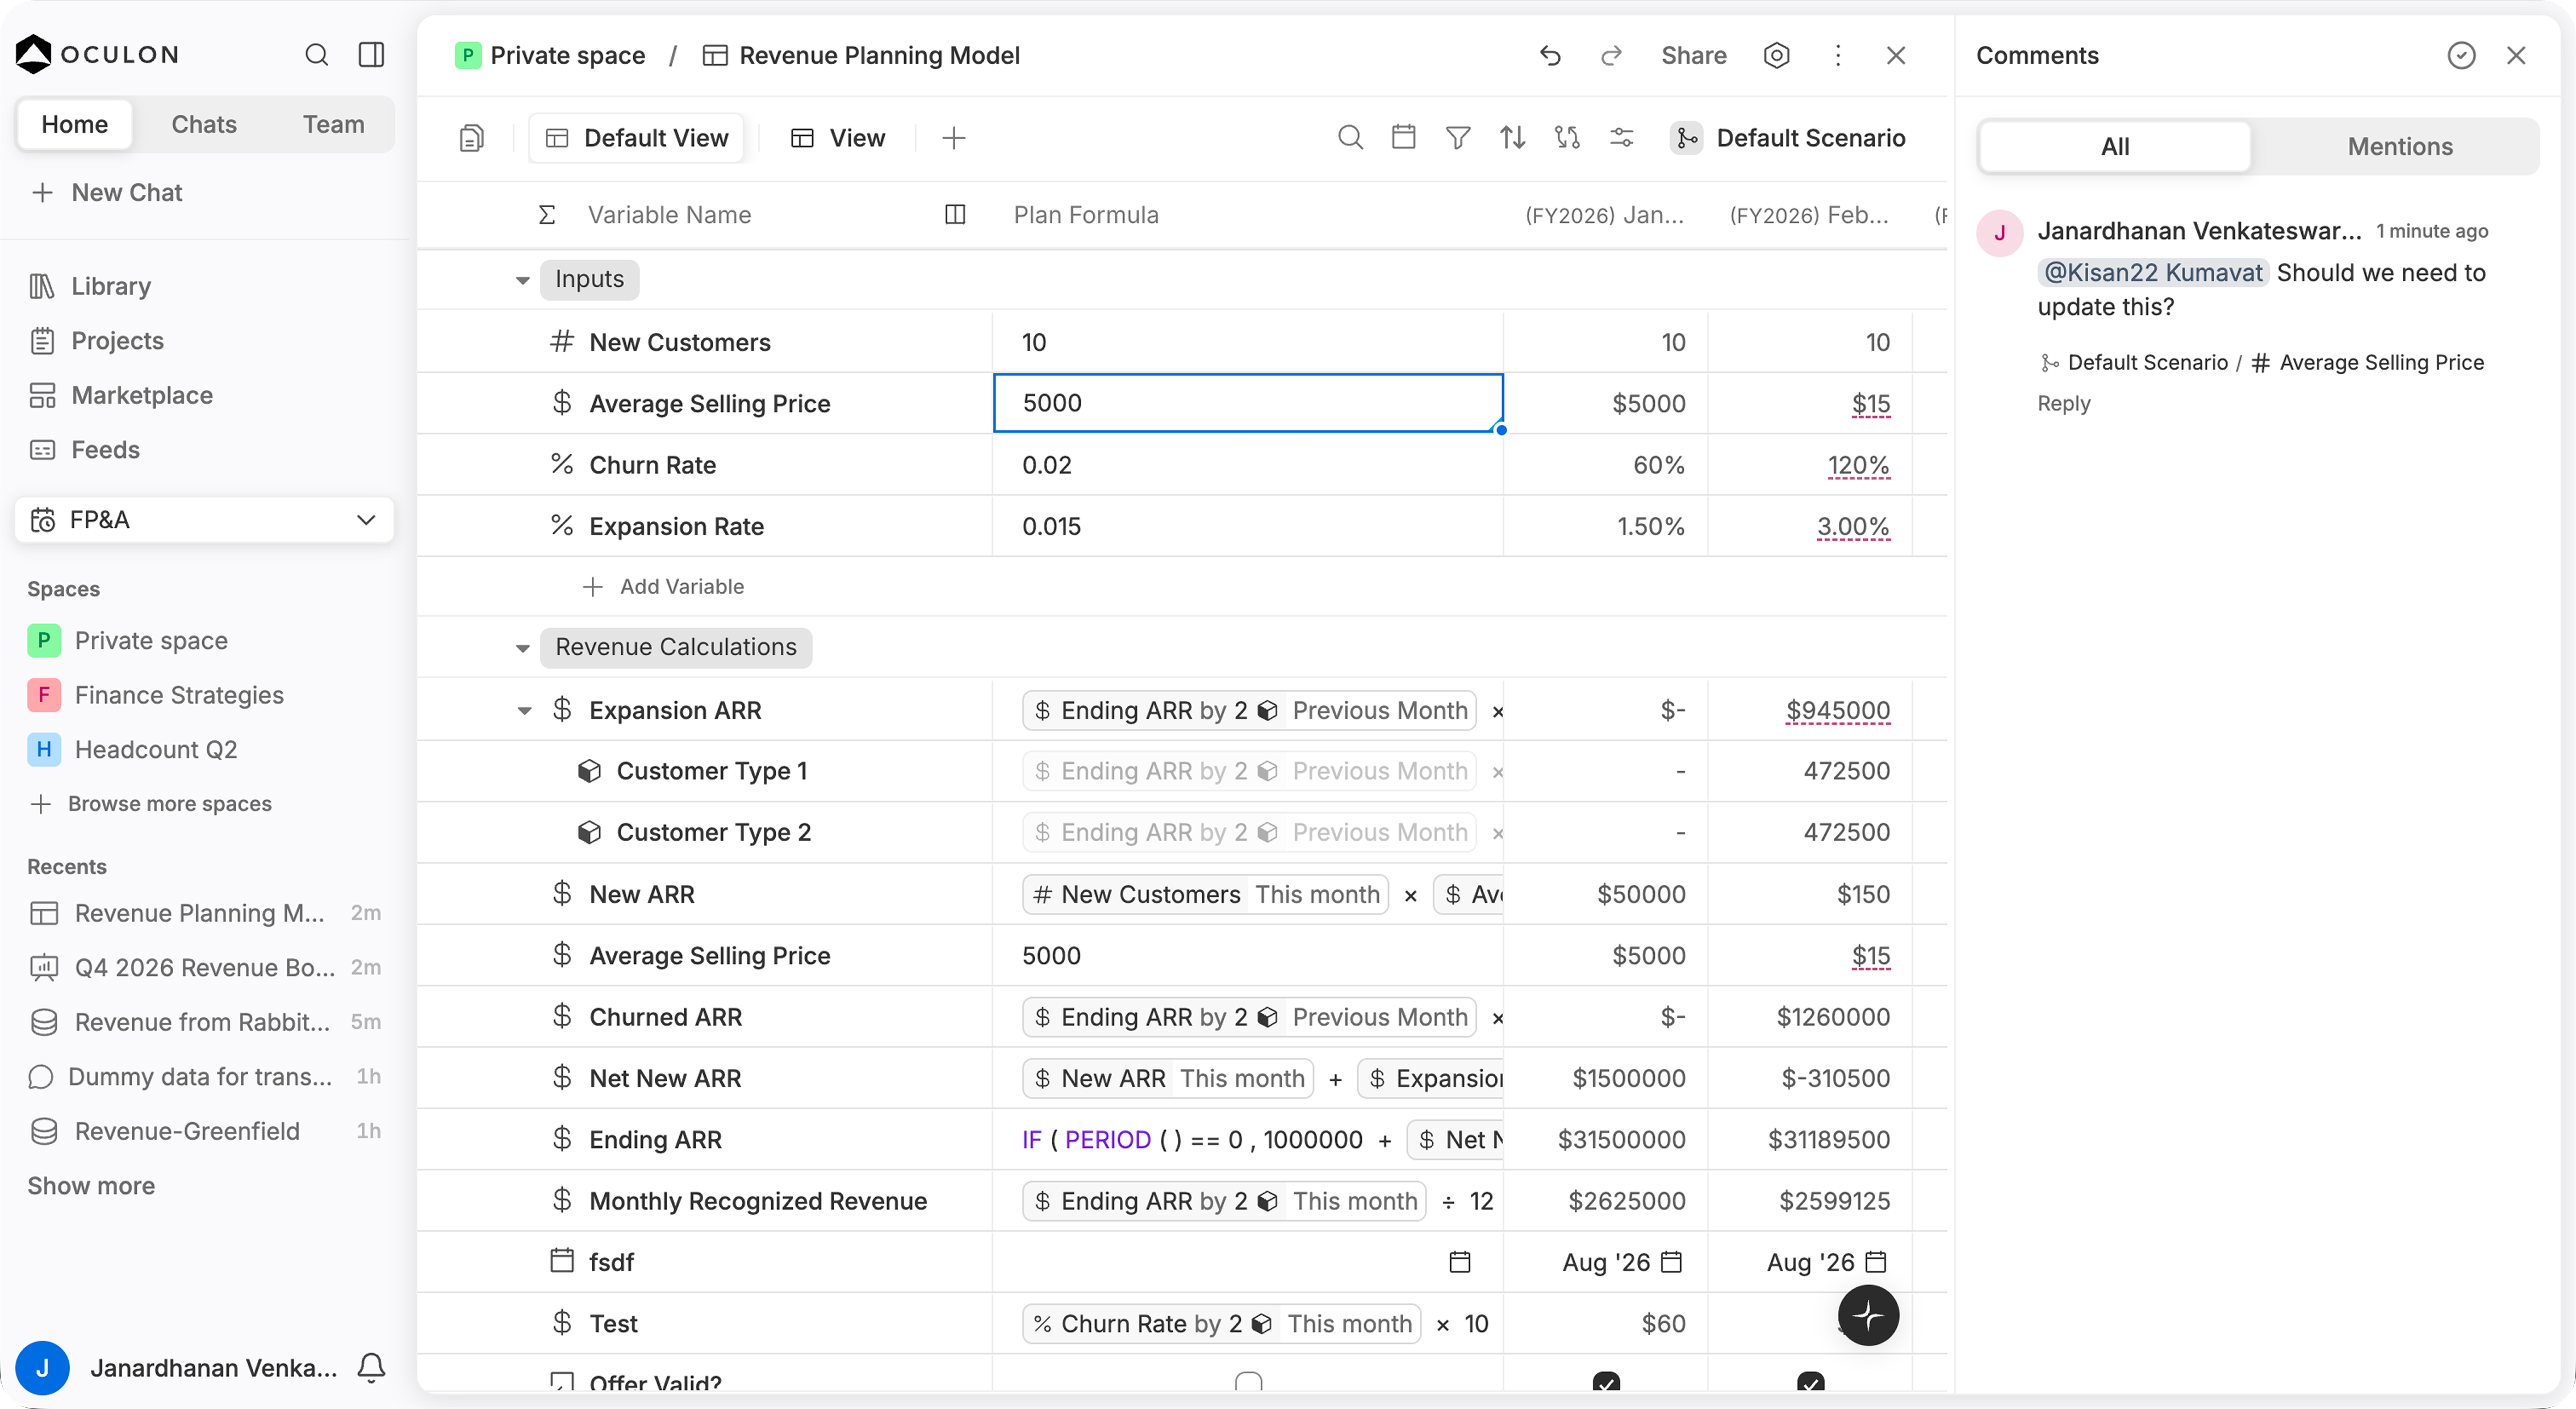 OCULON
Home Chats Team
New Chat
Library
Projects
Marketplace
Feeds
FP&A
Spaces
P Private space
F Finance Strategies
H Headcount Q2
Browse more spaces
Recents
Revenue Planning M... 2m
Q4 2026 Revenue Bo... 2m
Revenue from Rabbit... 5m
Dummy data for trans... 1h
Revenue-Greenfield 1h
Show more
J Janardhanan Venka...
P Private space / Revenue Planning Model Share
Default View View Default Scenario
Σ Variable Name Plan Formula (FY2026) Jan... (FY2026) Feb...
Inputs
# New Customers 10 10 10
$ Average Selling Price 5000 $5000 $15
% Churn Rate 0.02 60% 120%
% Expansion Rate 0.015 1.50% 3.00%
+ Add Variable
Revenue Calculations
$ Expansion ARR $ Ending ARR by 2 Previous Month × $- $945000
Customer Type 1 $ Ending ARR by 2 Previous Month × - 472500
Customer Type 2 $ Ending ARR by 2 Previous Month × - 472500
$ New ARR # New Customers This month × $ Av $50000 $150
$ Average Selling Price 5000 $5000 $15
$ Churned ARR $ Ending ARR by 2 Previous Month × $- $1260000
$ Net New ARR $ New ARR This month + $ Expansion $1500000 $-310500
$ Ending ARR IF ( PERIOD ( ) == 0 , 1000000 + $ Net N $31500000 $31189500
$ Monthly Recognized Revenue $ Ending ARR by 2 This month ÷ 12 $2625000 $2599125
fsdf Aug '26 Aug '26
$ Test % Churn Rate by 2 This month × 10 $60
Offer Valid?
Comments
All Mentions
J Janardhanan Venkateswar... 1 minute ago
@Kisan22 Kumavat Should we need to
update this?
Default Scenario / # Average Selling Price
Reply